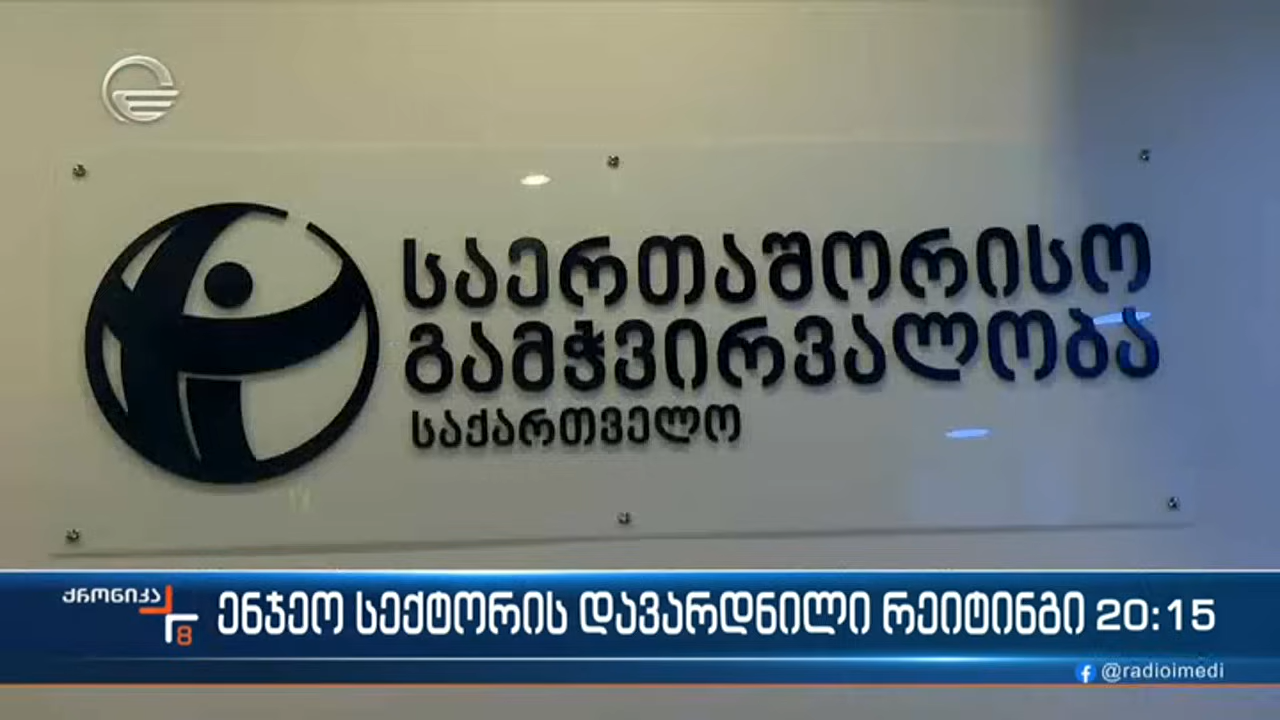 საერთაშორისო
გამჭვირვალობა
საქართველო
ქრონიკა
8
ენჯეო სექტორის დავარდნილი რეიტინგი 20:15
@radioimedi